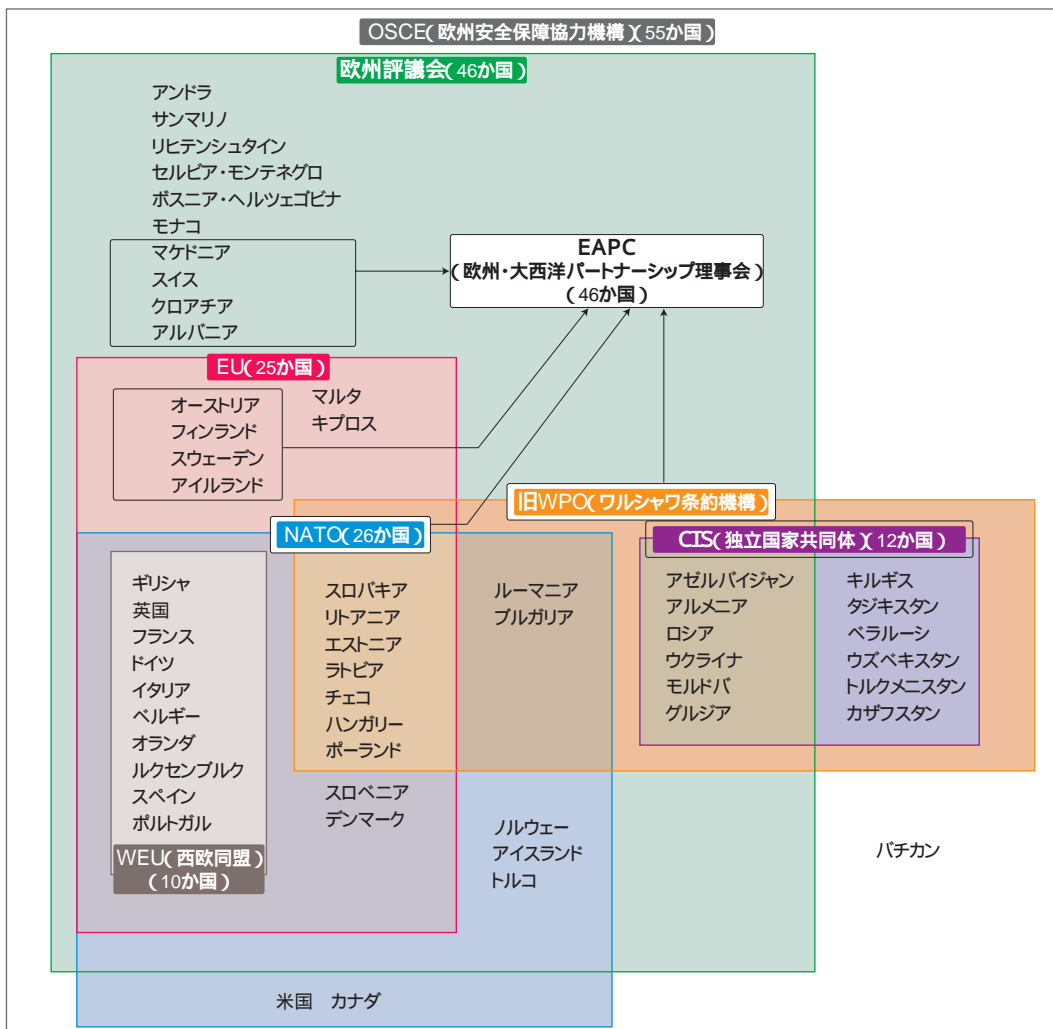 OSCE(欧州安全保障協力機構)(55か国)
欧州評議会(46か国)
アンドラ
サンマリノ
リヒテンシュタイン
セルビア・モンテネグロ
ボスニア・ヘルツェゴビナ
モナコ
マケドニア
スイス
クロアチア
アルバニア
EAPC
(欧州・大西洋パートナーシップ理事会)
(46か国)
EU(25か国)
オーストリア
フィンランド
スウェーデン
アイルランド
マルタ
キプロス
旧WPO(ワルシャワ条約機構)
NATO(26か国)
CIS(独立国家共同体)(12か国)
ギリシャ
英国
フランス
ドイツ
イタリア
ベルギー
オランダ
ルクセンブルク
スペイン
ポルトガル
WEU(西欧同盟)
(10か国)
スロバキア
リトアニア
エストニア
ラトビア
チェコ
ハンガリー
ポーランド
スロベニア
デンマーク
ルーマニア
ブルガリア
ノルウェー
アイスランド
トルコ
アゼルバイジャン
アルメニア
ロシア
ウクライナ
モルドバ
グルジア
キルギス
タジキスタン
ベラルーシ
ウズベキスタン
トルクメニスタン
カザフスタン
バチカン
米国 カナダ